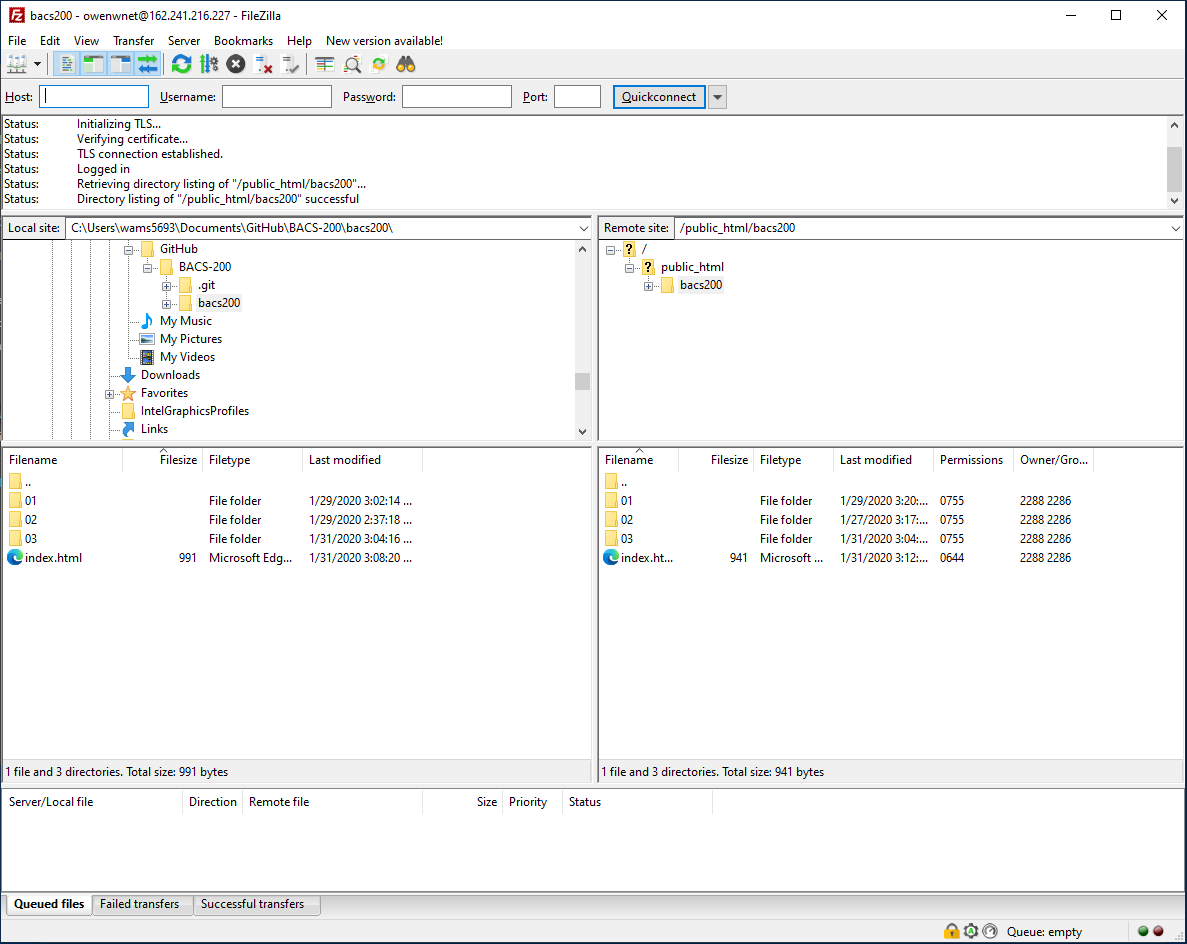 bacs200 - owenwnet@162.241.216.227 - FileZilla
File Edit View Transfer Server Bookmarks Help New version available!
Host: Username: Password: Port: Quickconnect
Status: Initializing TLS...
Status: Verifying certificate...
Status: TLS connection established.
Status: Logged in
Status: Retrieving directory listing of "/public_html/bacs200"...
Status: Directory listing of "/public_html/bacs200" successful
Local site: C:\Users\wams5693\Documents\GitHub\BACS-200\bacs200\
GitHub
BACS-200
.git
bacs200
My Music
My Pictures
My Videos
Downloads
Favorites
IntelGraphicsProfiles
Links
Remote site: /public_html/bacs200
/
public_html
bacs200
Filename Filesize Filetype Last modified
..
01 File folder 1/29/2020 3:02:14 ...
02 File folder 1/29/2020 2:37:18 ...
03 File folder 1/31/2020 3:04:16 ...
index.html 991 Microsoft Edg... 1/31/2020 3:08:20 ...
1 file and 3 directories. Total size: 991 bytes
Filename Filesize Filetype Last modified Permissions Owner/Gro...
..
01 File folder 1/29/2020 3:20:... 0755 2288 2286
02 File folder 1/27/2020 3:17:... 0755 2288 2286
03 File folder 1/31/2020 3:04:... 0755 2288 2286
index.ht... 941 Microsoft ... 1/31/2020 3:12:... 0644 2288 2286
1 file and 3 directories. Total size: 941 bytes
Server/Local file Direction Remote file Size Priority Status
Queued files Failed transfers Successful transfers
Queue: empty